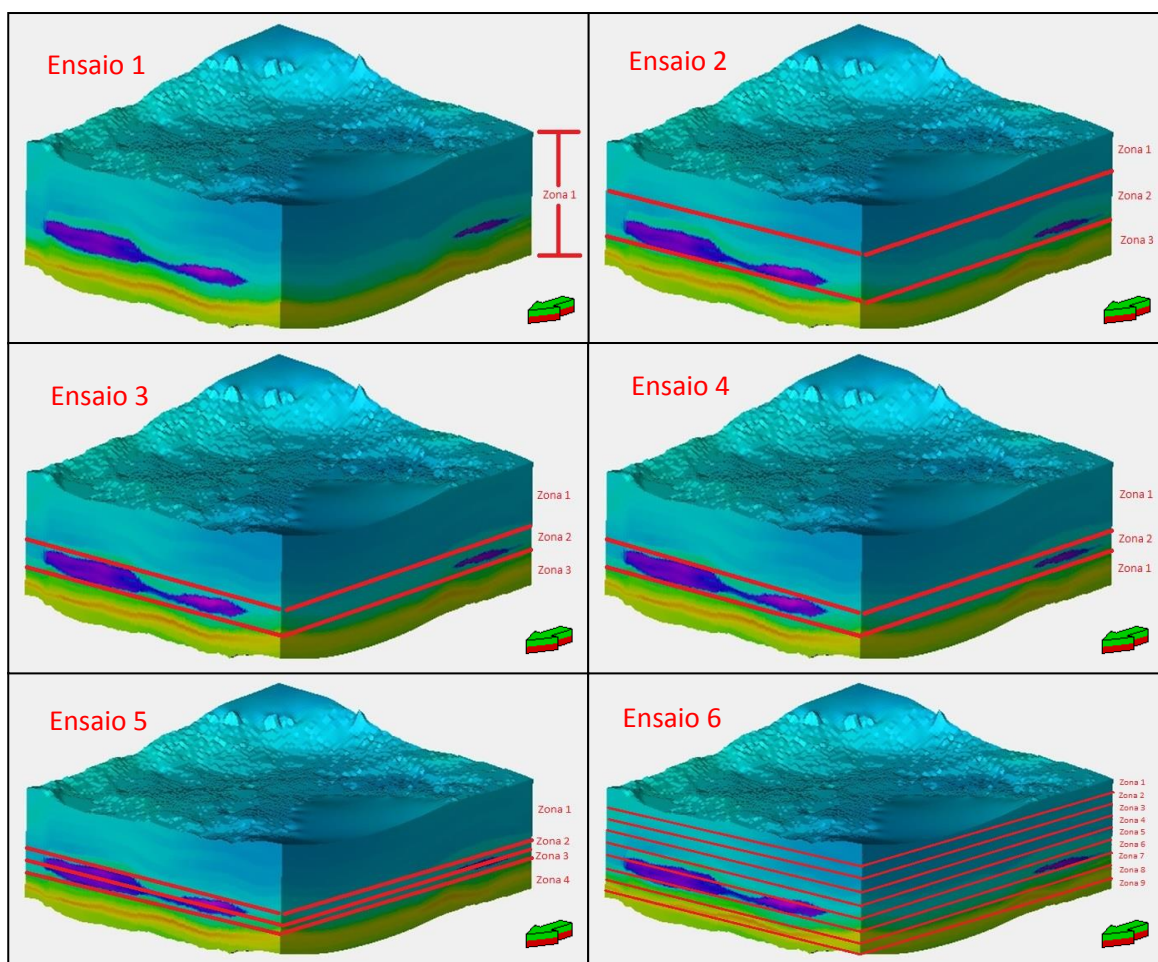 Ensaio 1
Zona 1
Ensaio 2
Zona 1
Zona 2
Zona 3
Ensaio 3
Zona 1
Zona 2
Zona 3
Ensaio 4
Zona 1
Zona 2
Zona 1
Ensaio 5
Zona 1
Zona 2
Zona 3
Zona 4
Ensaio 6
Zona 1
Zona 2
Zona 3
Zona 4
Zona 5
Zona 6
Zona 7
Zona 8
Zona 9